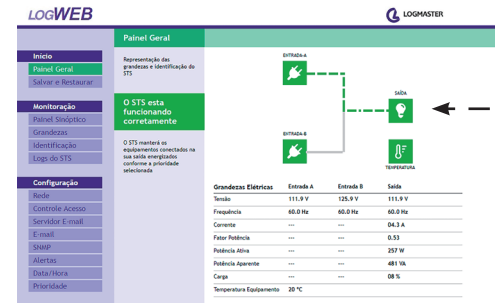 LOGWEB
LOGMASTER
Painel Geral
Início
Painel Geral
Salvar e Restaurar
Monitoração
Painel Sinóptico
Grandezas
Identificação
Logs do STS
Configuração
Rede
Controle Acesso
Servidor E-mail
E-mail
SNMP
Alertas
Data/Hora
Prioridade
Representação das
grandezas e identificação do
STS
O STS esta
funcionando
corretamente
O STS manterá os
equipamentos conectados na
sua saída energizados
conforme a prioridade
selecionada
ENTRADA-A
SAÍDA
ENTRADA-B
TEMPERATURA
Grandezas Elétricas Entrada A Entrada B Saída
Tensão 111.9 V 125.9 V 111.9 V
Frequência 60.0 Hz 60.0 Hz 60.0 Hz
Corrente --- --- 04.3 A
Fator Potência --- --- 0.53
Potência Ativa --- --- 257 W
Potência Aparente --- --- 481 VA
Carga --- --- 08 %
Temperatura Equipamento 20 °C